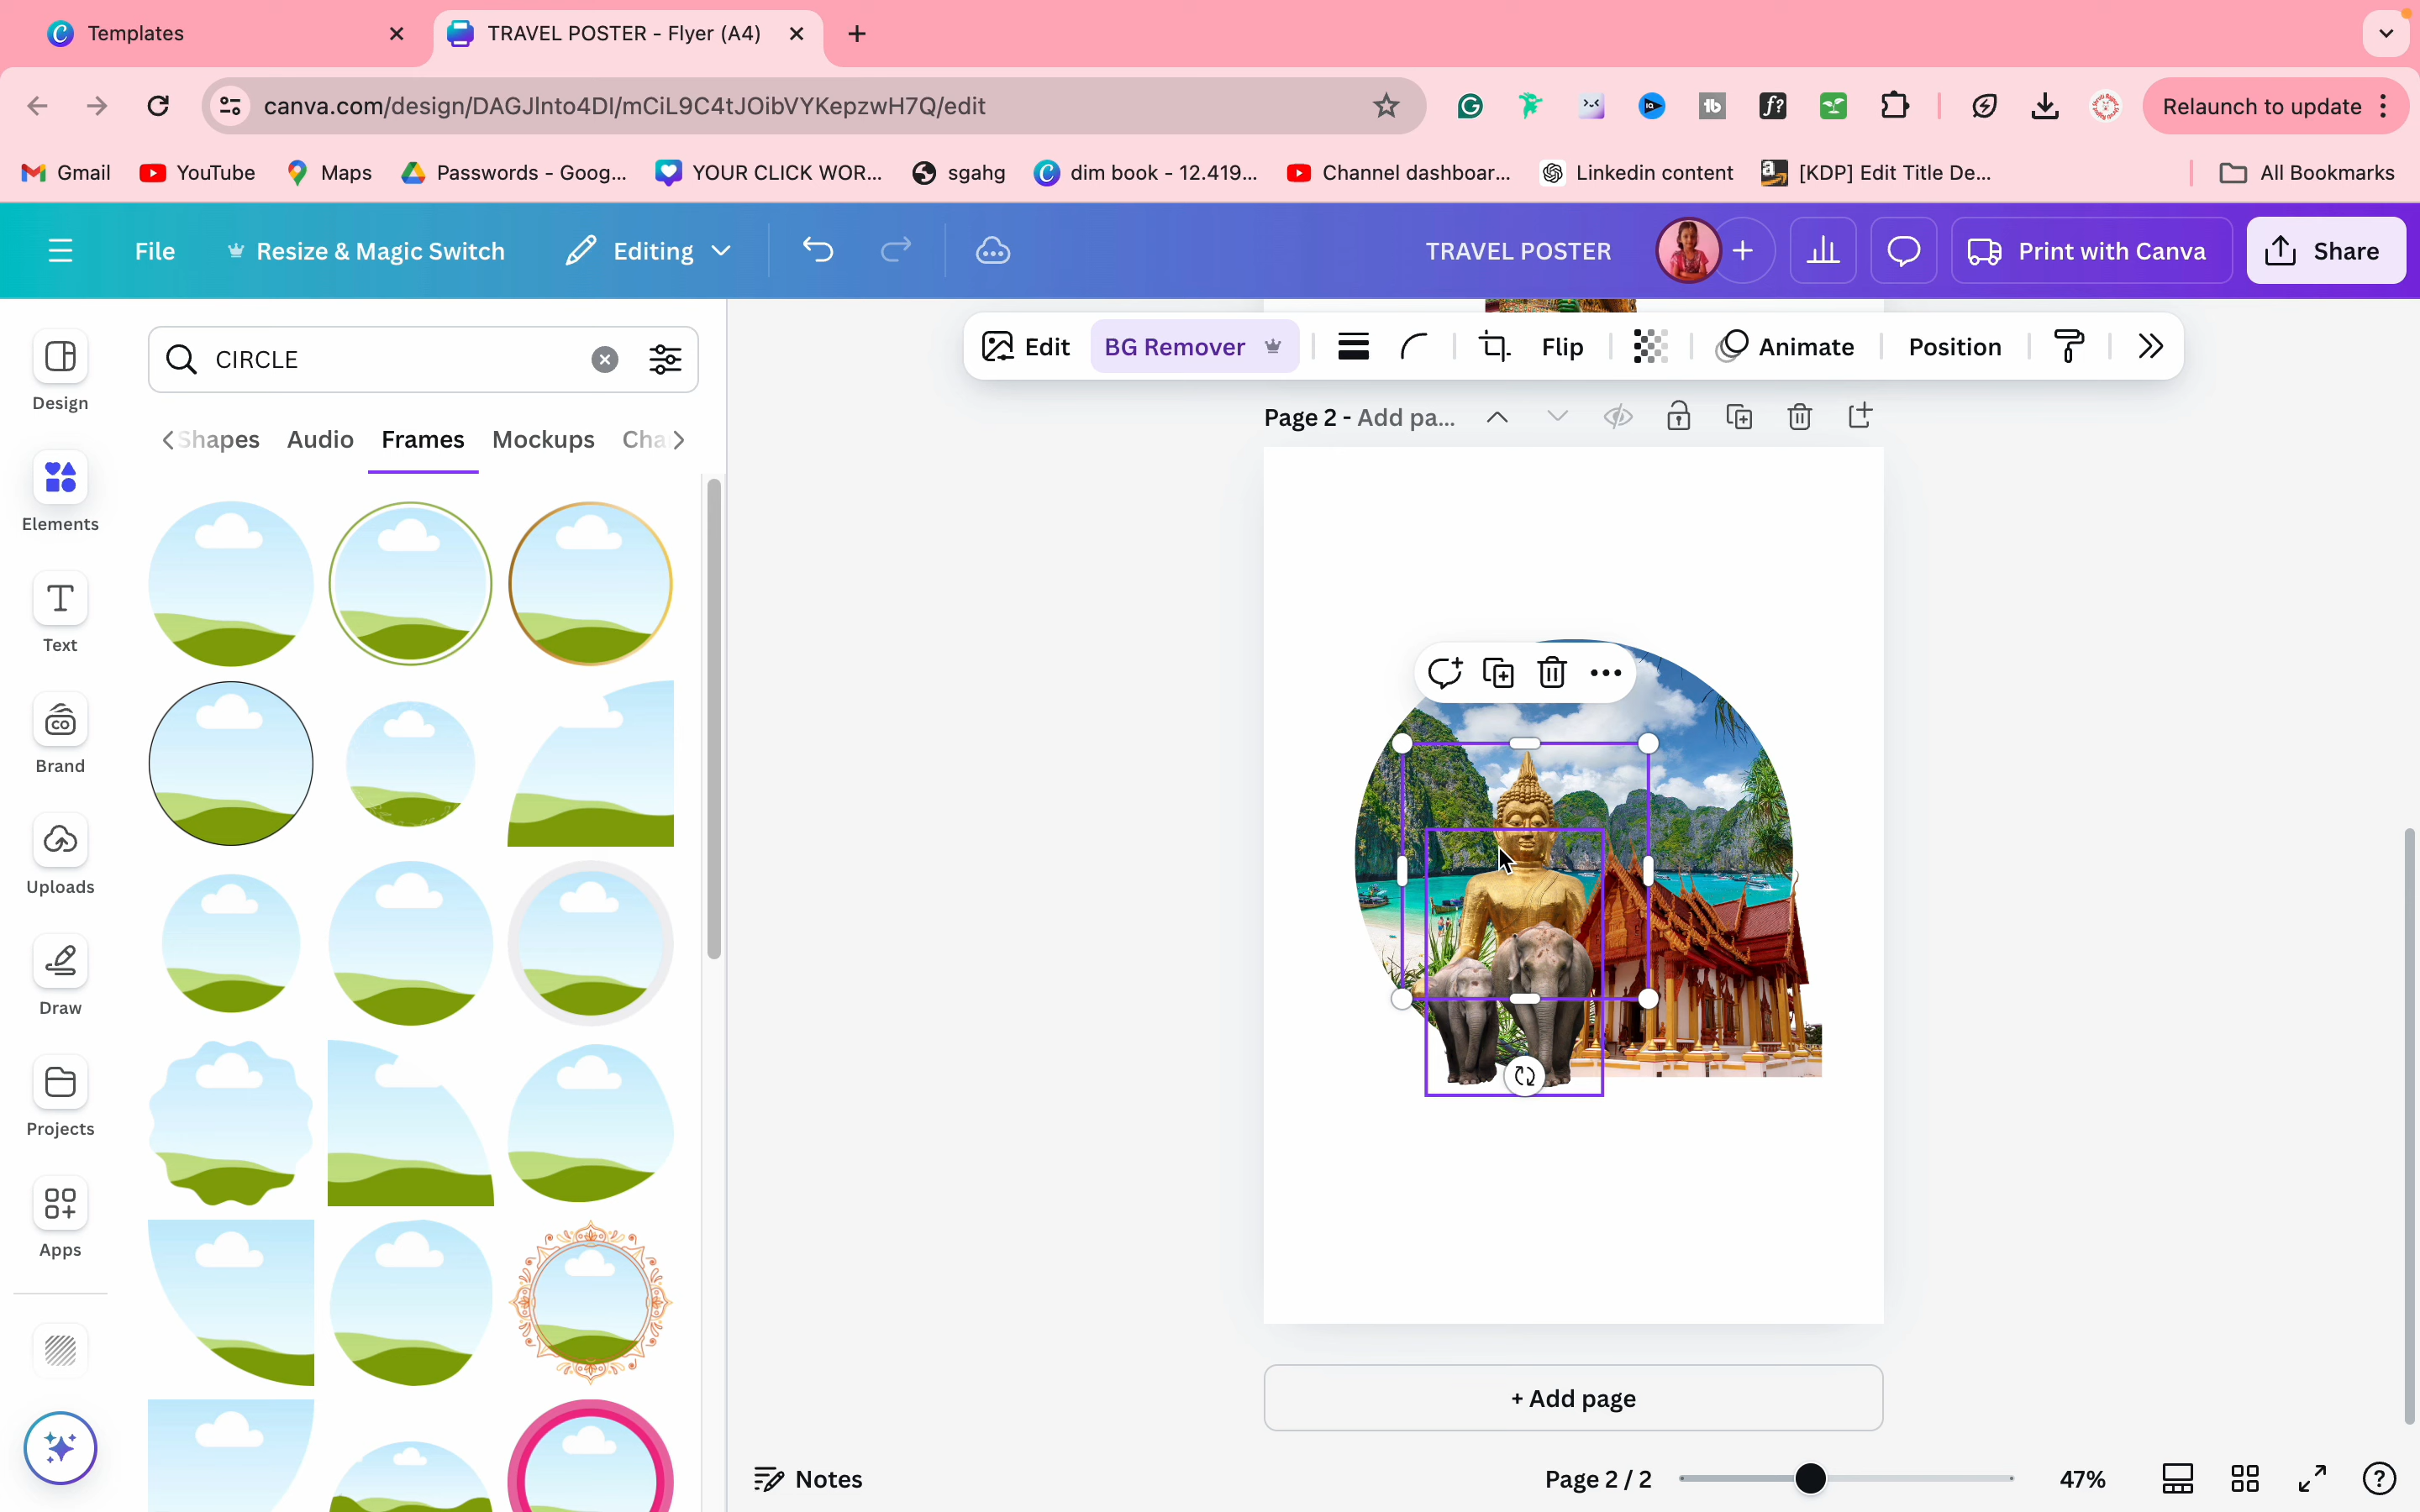 Templates
TRAVEL POSTER - Flyer (A4)
canva.com/design/DAGJInto4DI/mCiL9C4tJOibVYKepzwH7Q/edit
Relaunch to update
Gmail
YouTube
Maps
Passwords - Goog...
YOUR CLICK WOR...
sgahg
dim book - 12.419...
Channel dashboar...
Linkedin content
[KDP] Edit Title De...
All Bookmarks
File
Resize & Magic Switch
Editing
TRAVEL POSTER
Print with Canva
Share
Design
Elements
Text
Brand
Uploads
Draw
Projects
Apps
CIRCLE
Shapes
Audio
Frames
Mockups
Cha
Edit
BG Remover
Flip
Animate
Position
Page 2 - Add pa...
+ Add page
Notes
Page 2 / 2
47%